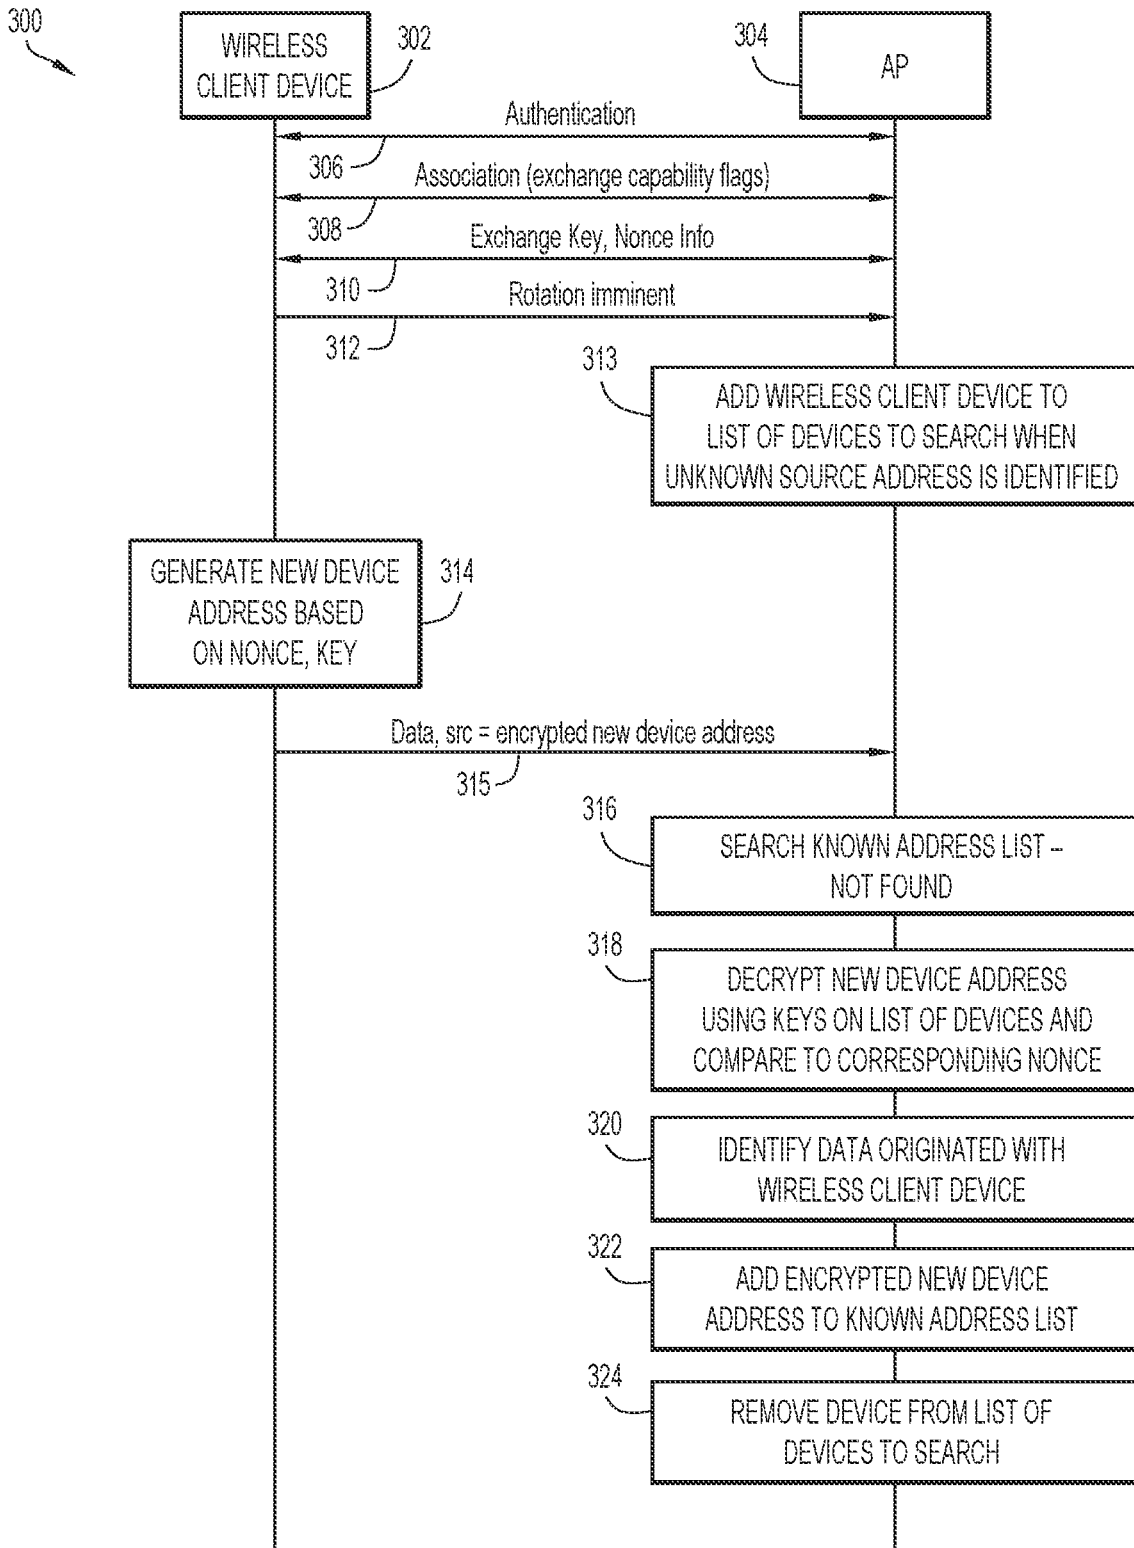 300
WIRELESS
CLIENT DEVICE
302
304
AP
Authentication
306
Association (exchange capability flags)
308
Exchange Key, Nonce Info
310
Rotation imminent
312
313
ADD WIRELESS CLIENT DEVICE TO
LIST OF DEVICES TO SEARCH WHEN
UNKNOWN SOURCE ADDRESS IS IDENTIFIED
GENERATE NEW DEVICE
ADDRESS BASED
ON NONCE, KEY
314
Data, src = encrypted new device address
315
316
SEARCH KNOWN ADDRESS LIST –
NOT FOUND
318
DECRYPT NEW DEVICE ADDRESS
USING KEYS ON LIST OF DEVICES AND
COMPARE TO CORRESPONDING NONCE
320
IDENTIFY DATA ORIGINATED WITH
WIRELESS CLIENT DEVICE
322
ADD ENCRYPTED NEW DEVICE
ADDRESS TO KNOWN ADDRESS LIST
324
REMOVE DEVICE FROM LIST OF
DEVICES TO SEARCH